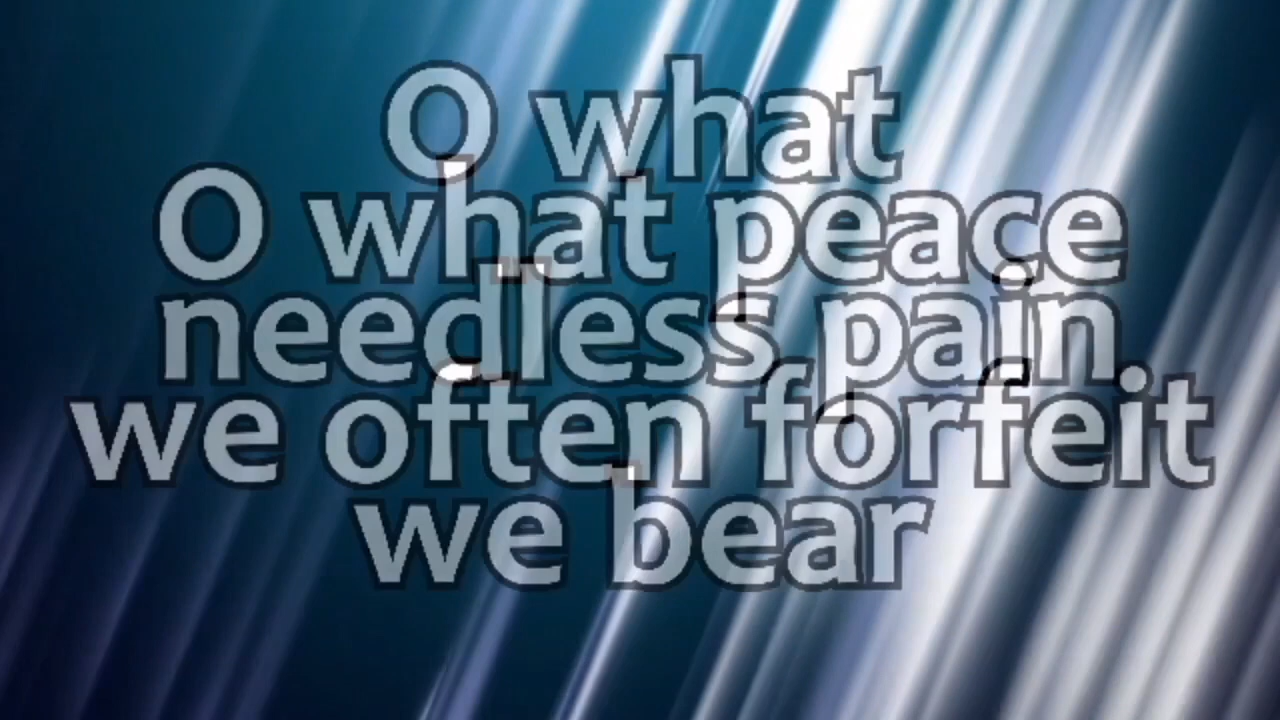 O what
O what peace
needless pain
we often forfeit
we bear